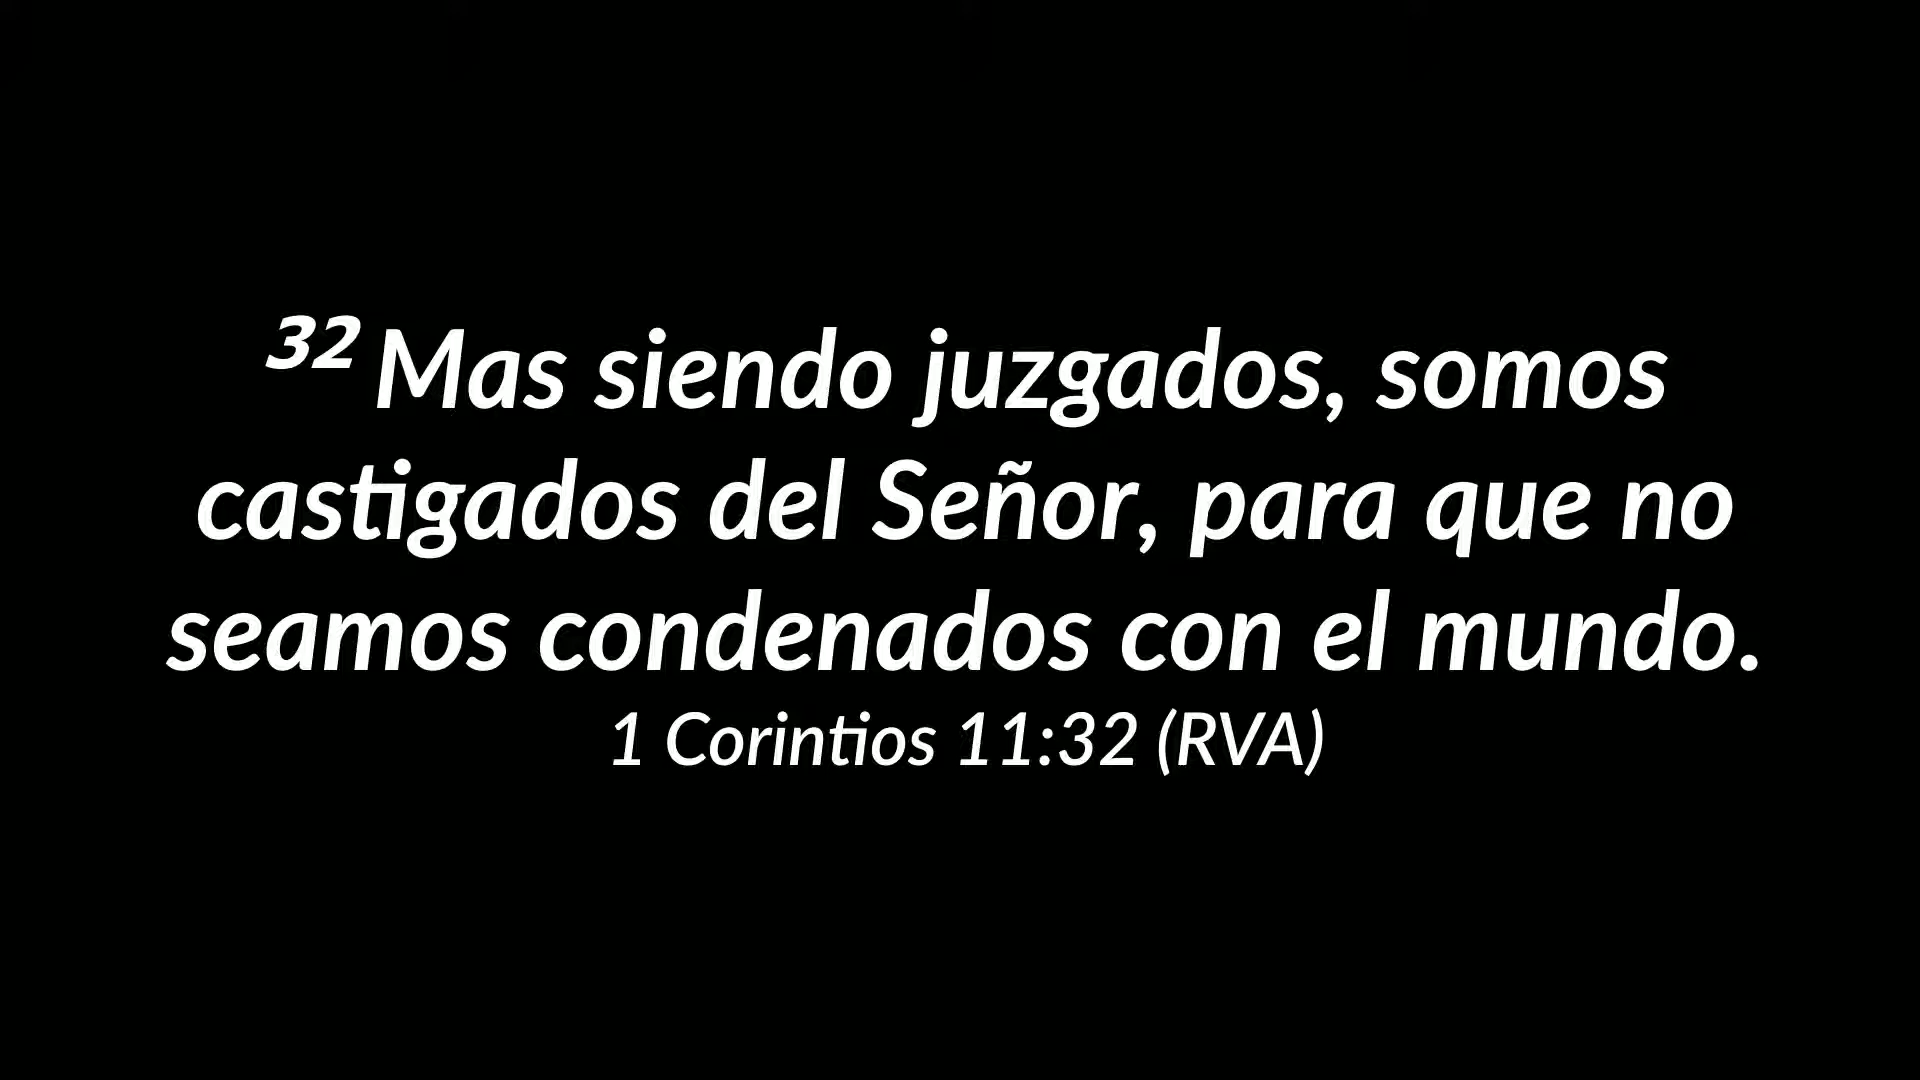 ³² Mas siendo juzgados, somos
castigados del Señor, para que no
seamos condenados con el mundo.
1 Corintios 11:32 (RVA)